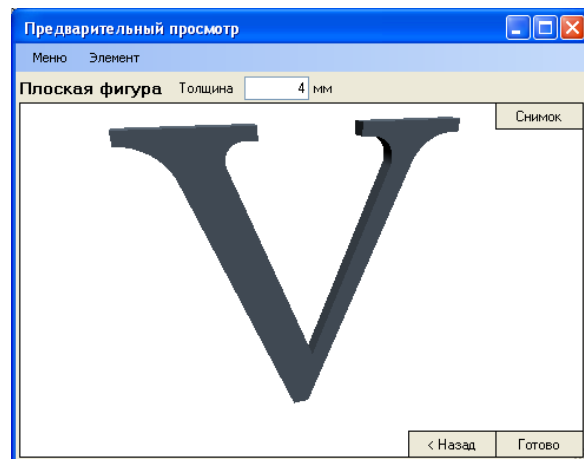 Предварительный просмотр
Меню Элемент
Плоская фигура Толщина 4 мм
Снимок
V
< Назад Готово